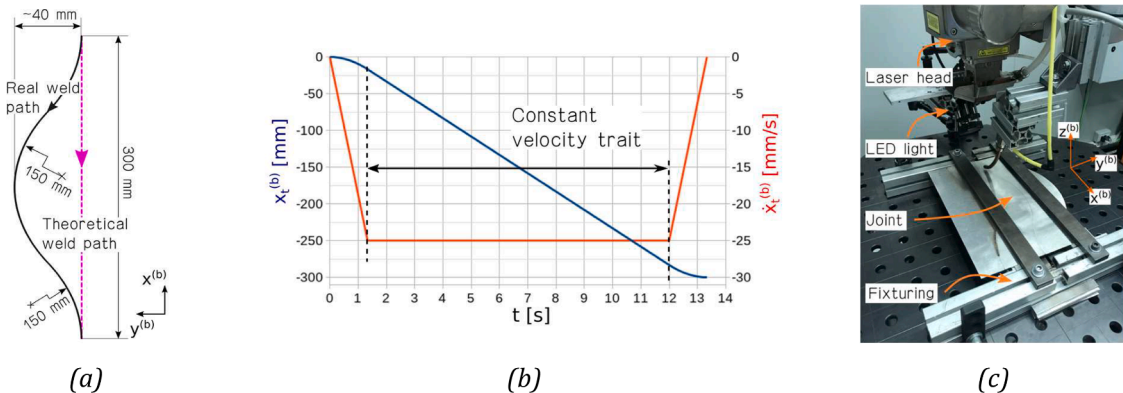 ~40 mm
Real weld
path
150 mm
300 mm
Theoretical
weld path
150 mm
x(b)
y(b)
(a)
0
-50
-100
-150
-200
-250
-300
xt(b) [mm]
Constant
velocity trait
0
-5
-10
-15
-20
-25
-30
ẋt(b) [mm/s]
0 1 2 3 4 5 6 7 8 9 10 11 12 13 14
t [s]
(b)
Laser head
LED light
z(b)
y(b)
x(b)
Joint
Fixturing
(c)